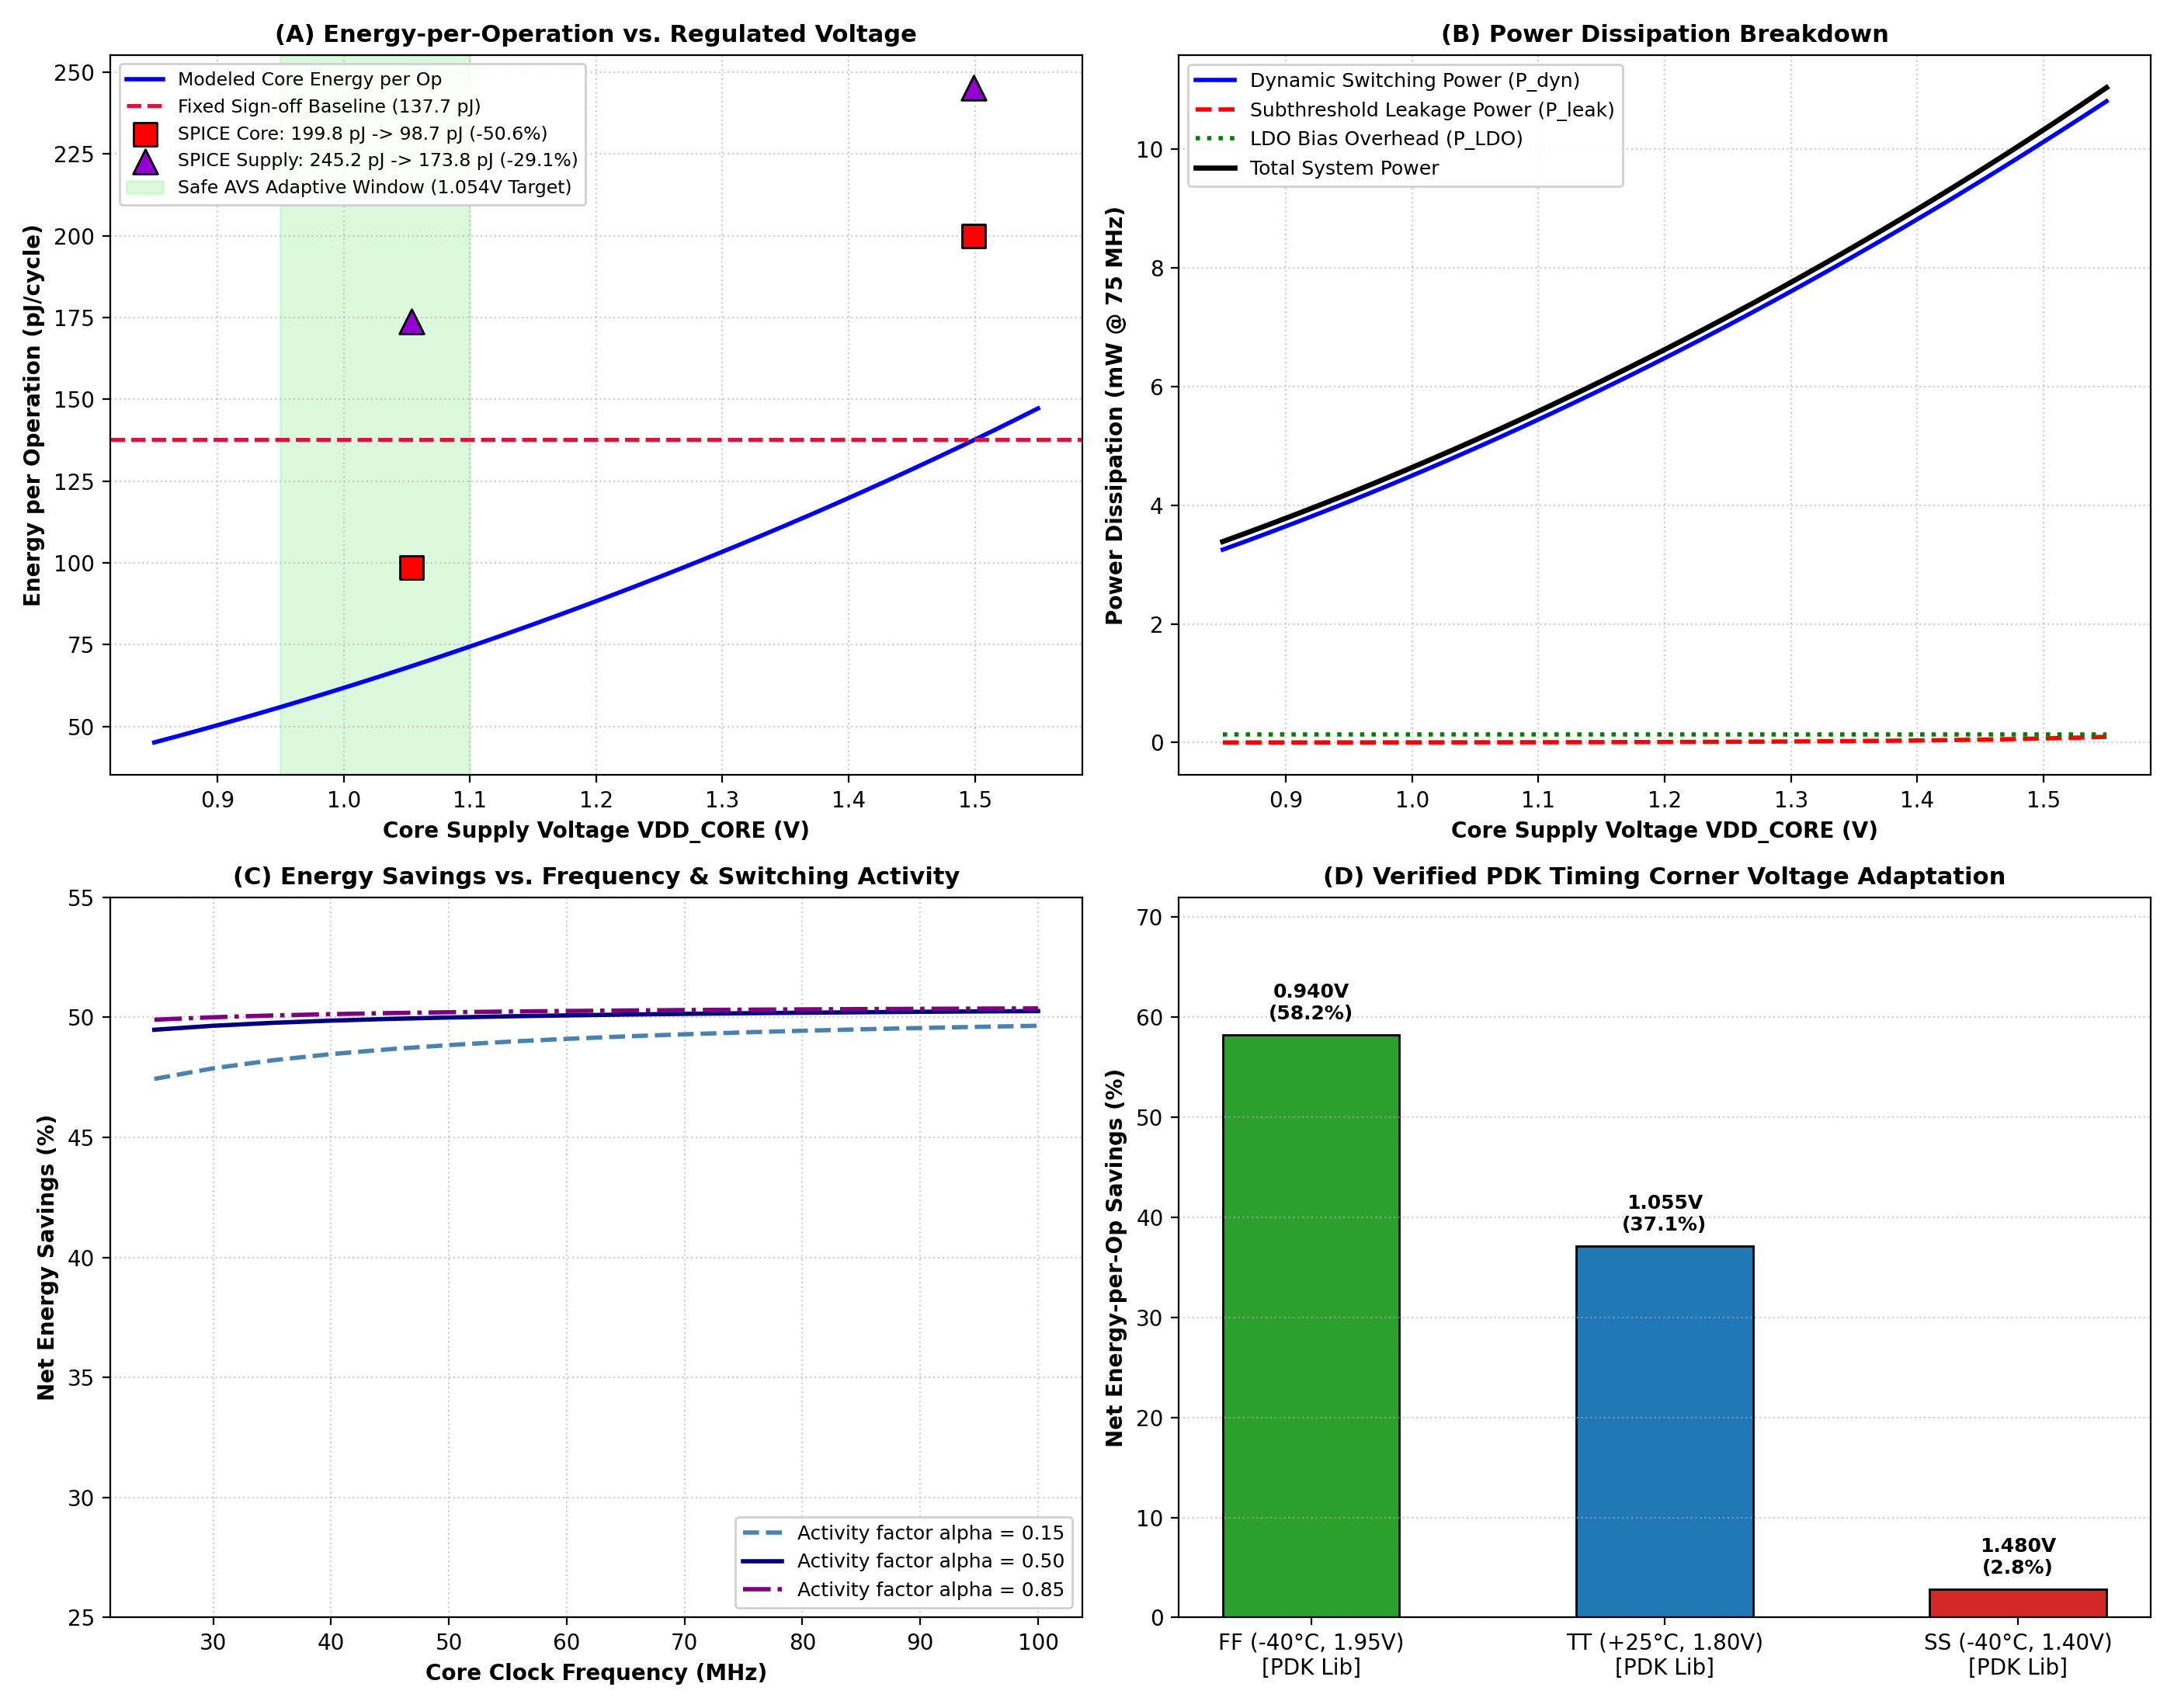 (A) Energy-per-Operation vs. Regulated Voltage
250
225
200
175
150
125
100
75
50
Energy per Operation (pJ/cycle)
Modeled Core Energy per Op
Fixed Sign-off Baseline (137.7 pJ)
SPICE Core: 199.8 pJ -> 98.7 pJ (-50.6%)
SPICE Supply: 245.2 pJ -> 173.8 pJ (-29.1%)
Safe AVS Adaptive Window (1.054V Target)
0.9 1.0 1.1 1.2 1.3 1.4 1.5
Core Supply Voltage VDD_CORE (V)
(B) Power Dissipation Breakdown
10
8
6
4
2
0
Power Dissipation (mW @ 75 MHz)
Dynamic Switching Power (P_dyn)
Subthreshold Leakage Power (P_leak)
LDO Bias Overhead (P_LDO)
Total System Power
0.9 1.0 1.1 1.2 1.3 1.4 1.5
Core Supply Voltage VDD_CORE (V)
(C) Energy Savings vs. Frequency & Switching Activity
55
50
45
40
35
30
25
Net Energy Savings (%)
Activity factor alpha = 0.15
Activity factor alpha = 0.50
Activity factor alpha = 0.85
30 40 50 60 70 80 90 100
Core Clock Frequency (MHz)
(D) Verified PDK Timing Corner Voltage Adaptation
70
60
50
40
30
20
10
0
Net Energy-per-Op Savings (%)
0.940V
(58.2%)
1.055V
(37.1%)
1.480V
(2.8%)
FF (-40°C, 1.95V)
[PDK Lib]
TT (+25°C, 1.80V)
[PDK Lib]
SS (-40°C, 1.40V)
[PDK Lib]